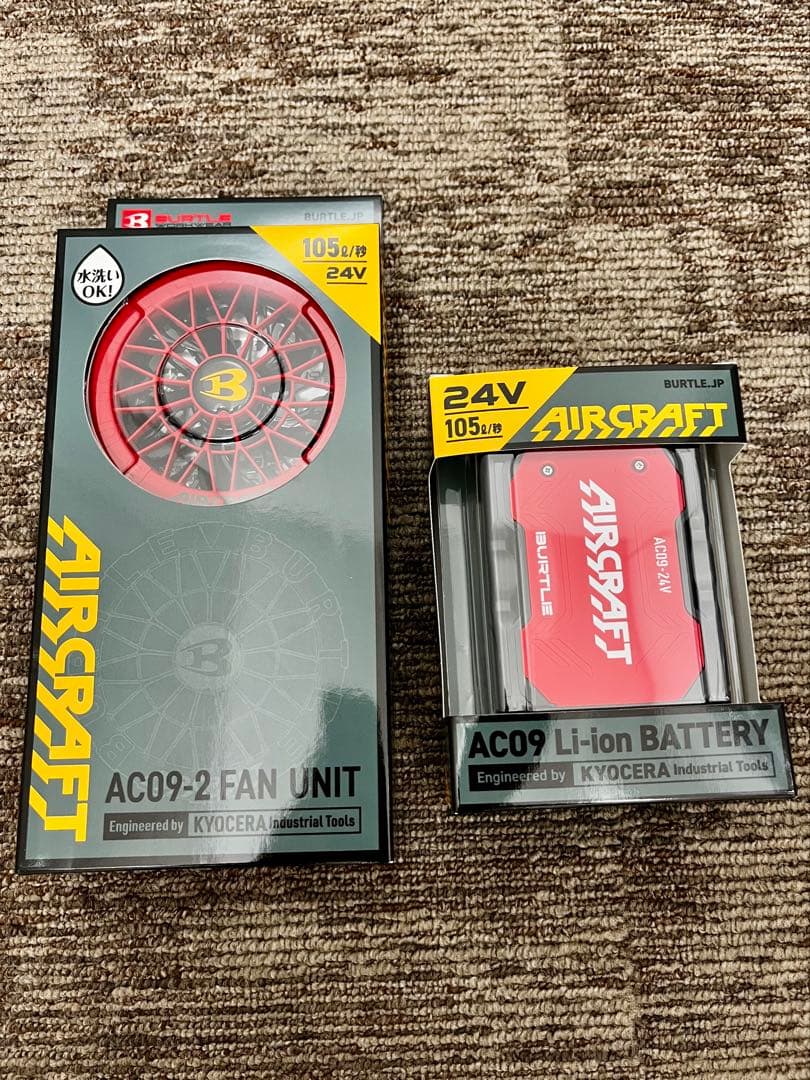 BURTLE
WORKWEAR
BURTLE.JP
水洗い
OK!
105ℓ/秒
24V
B
AIRCRAFT
B
AC09-2 FAN UNIT
Engineered by KYOCERA Industrial Tools
24V
105ℓ/秒
BURTLE.JP
AIRCRAFT
AC09-24V
AIRCRAFT
BURTLE
AC09 Li-ion BATTERY
Engineered by KYOCERA Industrial Tools